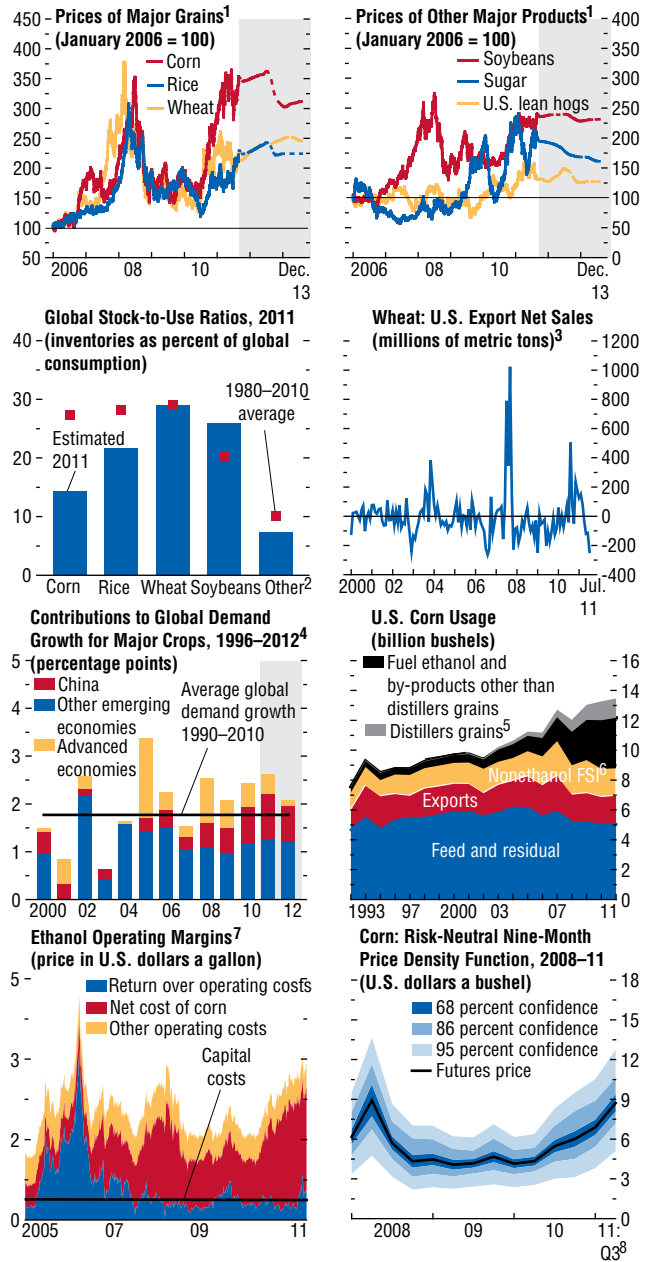 Prices of Major Grains1
(January 2006 = 100)
Corn
Rice
Wheat
450
400
350
300
250
200
150
100
50
2006
08
10
Dec.
13
Prices of Other Major Products1
(January 2006 = 100)
Soybeans
Sugar
U.S. lean hogs
400
350
300
250
200
150
100
50
0
2006
08
10
Dec.
13
Global Stock-to-Use Ratios, 2011
(inventories as percent of global
consumption)
1980–2010
average
Estimated
2011
40
30
20
10
0
Corn
Rice
Wheat
Soybeans
Other2
Wheat: U.S. Export Net Sales
(millions of metric tons)3
1200
1000
800
600
400
200
0
-200
-400
2000
02
04
06
08
10
Jul.
11
Contributions to Global Demand
Growth for Major Crops, 1996–20124
(percentage points)
China
Other emerging
economies
Advanced
economies
Average global
demand growth
1990–2010
5
4
3
2
1
0
2000
02
04
06
08
10
12
U.S. Corn Usage
(billion bushels)
Fuel ethanol and
by-products other than
distillers grains
Distillers grains5
Nonethanol FSI6
Exports
Feed and residual
16
14
12
10
8
6
4
2
0
1993
97
2000
03
07
11
Ethanol Operating Margins7
(price in U.S. dollars a gallon)
Return over operating costs
Net cost of corn
Other operating costs
Capital
costs
5
3
2
0
2005
07
09
11
Corn: Risk-Neutral Nine-Month
Price Density Function, 2008–11
(U.S. dollars a bushel)
68 percent confidence
86 percent confidence
95 percent confidence
Futures price
18
15
12
9
6
4
3
0
2008
09
10
11:
Q38